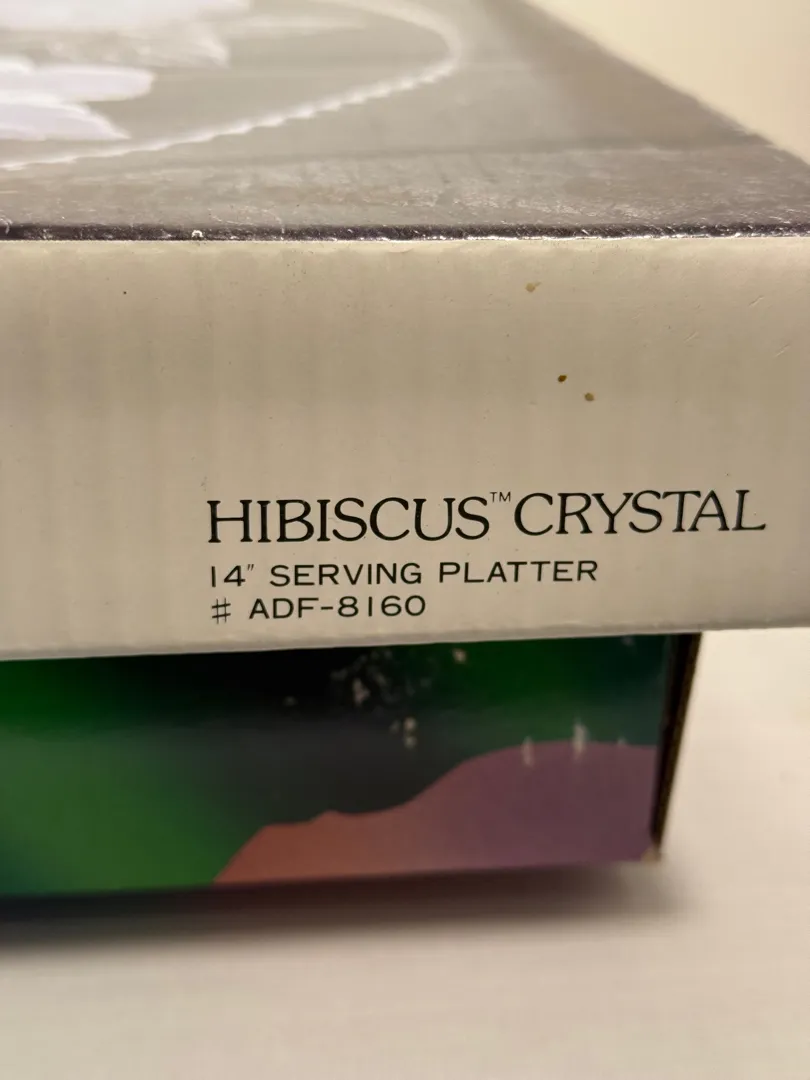 HIBISCUS™ CRYSTAL
14" SERVING PLATTER
# ADF-8160